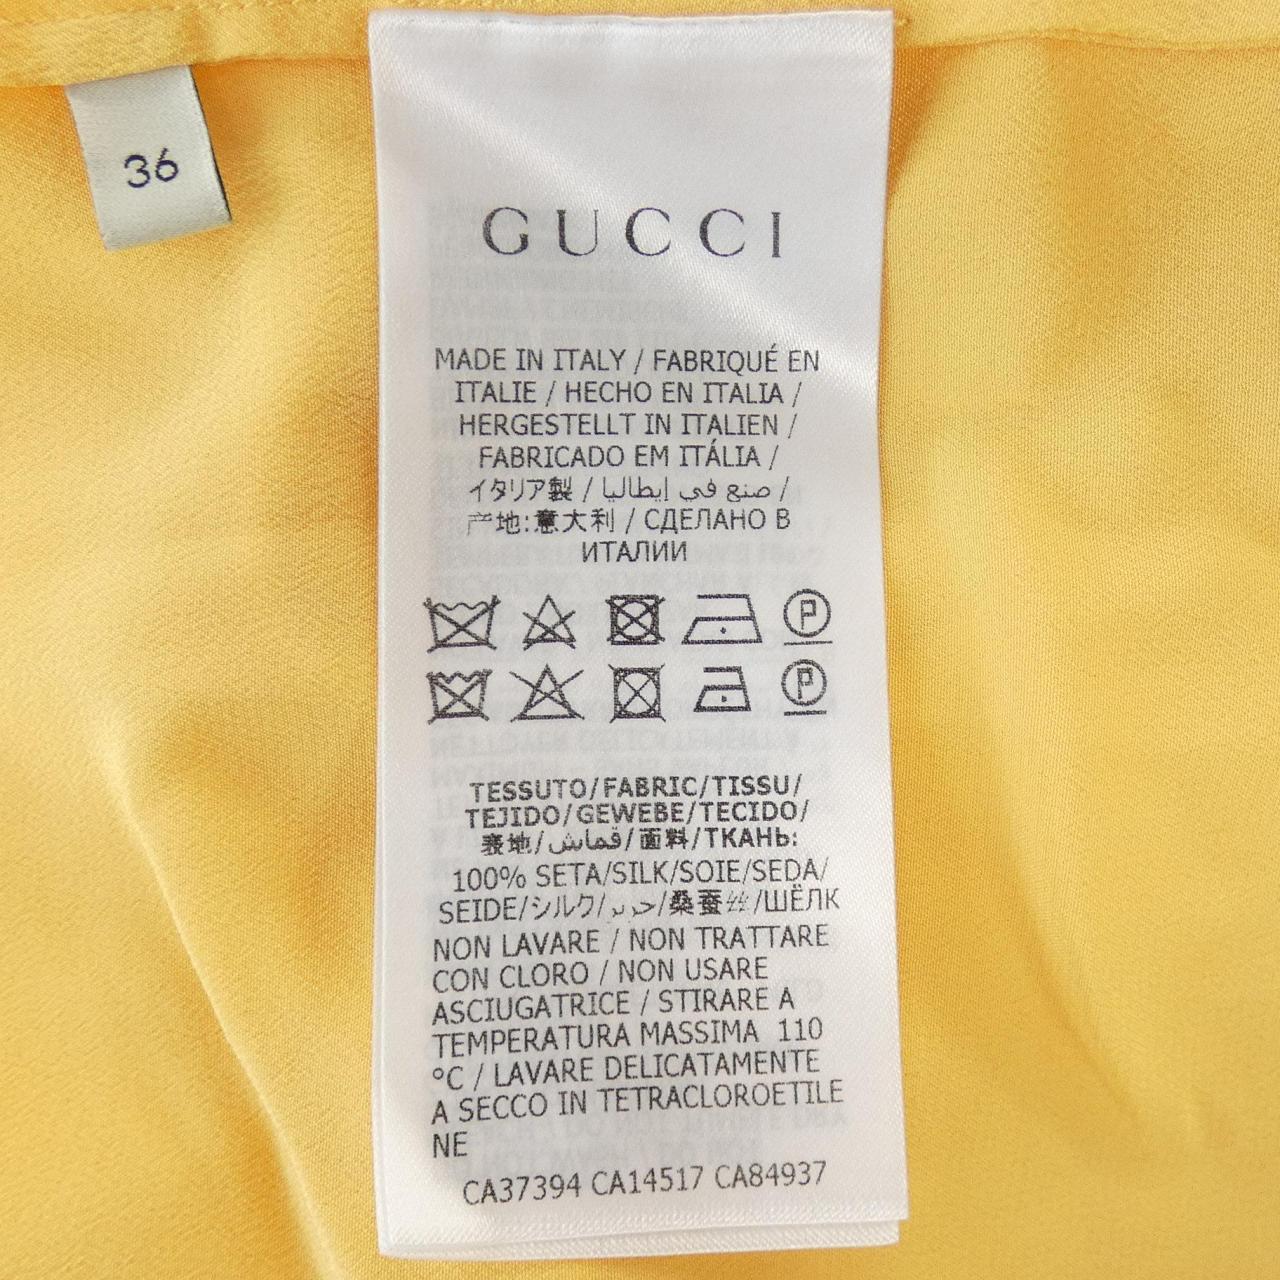 36
GUCCI
MADE IN ITALY / FABRIQUÉ EN
ITALIE / HECHO EN ITALIA /
HERGESTELLT IN ITALIEN /
FABRICADO EM ITÁLIA /
イタリア製 / صنع في إيطاليا /
产地:意大利 / СДЕЛАНО В
ИТАЛИИ
P
P
TESSUTO/FABRIC/TISSU/
TEJIDO/GEWEBE/TECIDO/
表地/قماش/面料/ТКАНЬ:
100% SETA/SILK/SOIE/SEDA/
SEIDE/シルク/حرير/桑蚕丝/ШЁЛК
NON LAVARE / NON TRATTARE
CON CLORO / NON USARE
ASCIUGATRICE / STIRARE A
TEMPERATURA MASSIMA 110
°C / LAVARE DELICATAMENTE
A SECCO IN TETRACLOROETILE
NE
CA37394 CA14517 CA84937